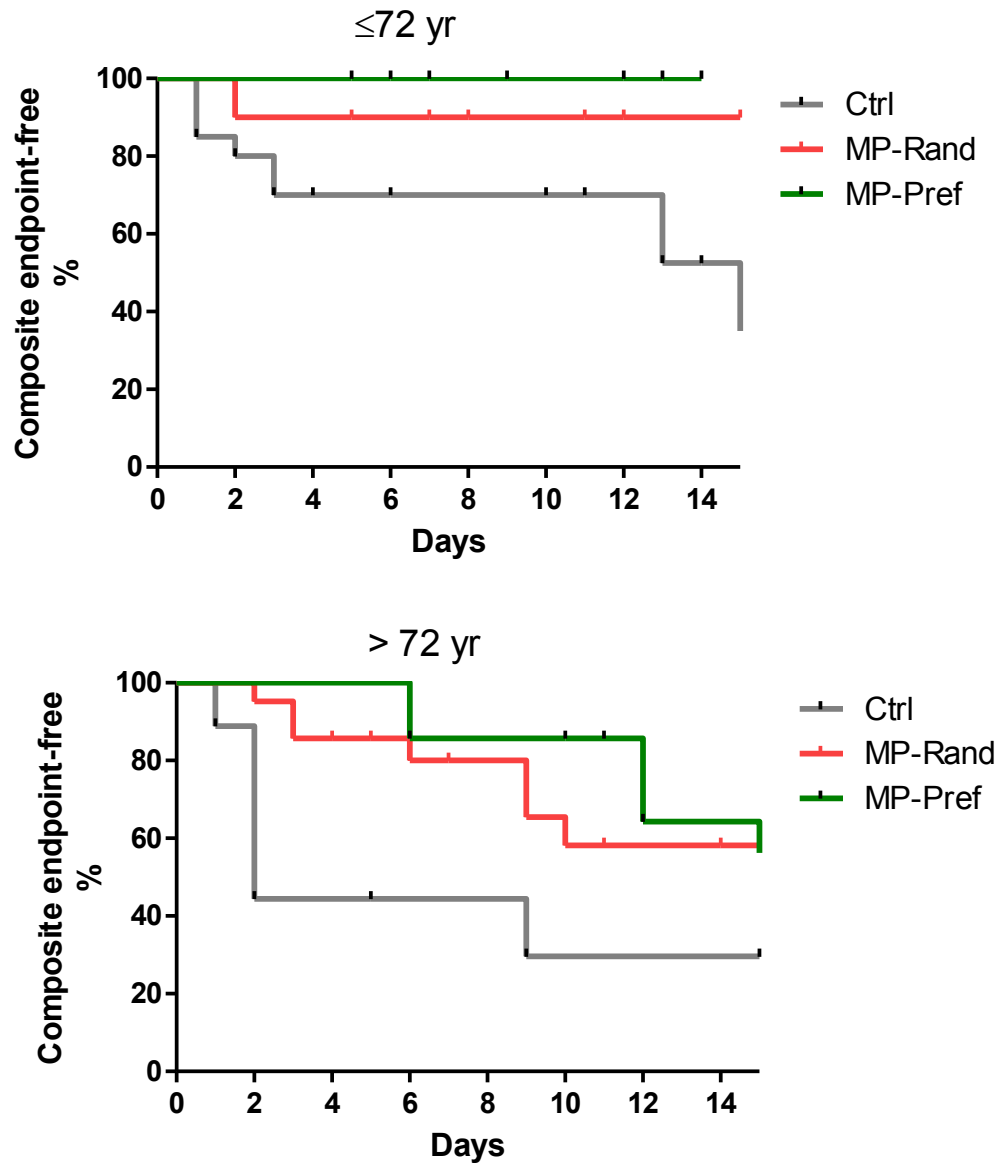 ≤72 yr
Composite endpoint-free
%
100
80
60
40
20
0
0 2 4 6 8 10 12 14
Days
Ctrl
MP-Rand
MP-Pref
> 72 yr
Composite endpoint-free
%
100
80
60
40
20
0
0 2 4 6 8 10 12 14
Days
Ctrl
MP-Rand
MP-Pref